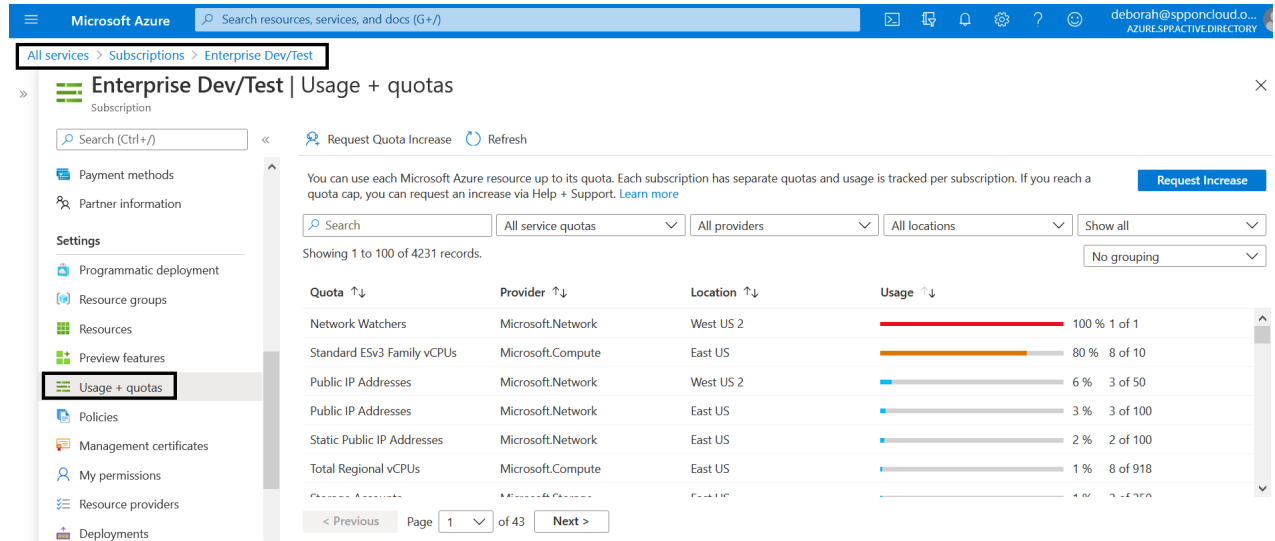 Microsoft Azure
Search resources, services, and docs (G+/)
deborah@spponcloud.o...
AZURE.SPP.ACTIVE.DIRECTORY
All services > Subscriptions > Enterprise Dev/Test
Enterprise Dev/Test | Usage + quotas
Subscription
Search (Ctrl+/)
Payment methods
Partner information
Settings
Programmatic deployment
Resource groups
Resources
Preview features
Usage + quotas
Policies
Management certificates
My permissions
Resource providers
Deployments
Request Quota Increase Refresh
You can use each Microsoft Azure resource up to its quota. Each subscription has separate quotas and usage is tracked per subscription. If you reach a
quota cap, you can request an increase via Help + Support. Learn more
Request Increase
Search All service quotas All providers All locations Show all
Showing 1 to 100 of 4231 records.
No grouping
Quota Provider Location Usage
Network Watchers Microsoft.Network West US 2 100 % 1 of 1
Standard ESv3 Family vCPUs Microsoft.Compute East US 80 % 8 of 10
Public IP Addresses Microsoft.Network West US 2 6 % 3 of 50
Public IP Addresses Microsoft.Network East US 3 % 3 of 100
Static Public IP Addresses Microsoft.Network East US 2 % 2 of 100
Total Regional vCPUs Microsoft.Compute East US 1 % 8 of 918
Storage Accounts Microsoft.Storage East US 1 %
< Previous Page 1 of 43 Next >